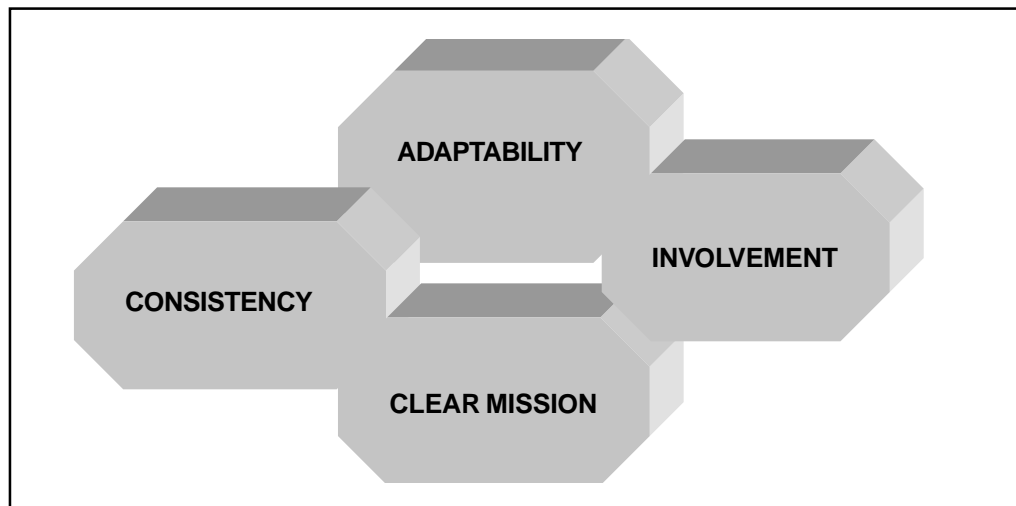 ADAPTABILITY
INVOLVEMENT
CONSISTENCY
CLEAR MISSION